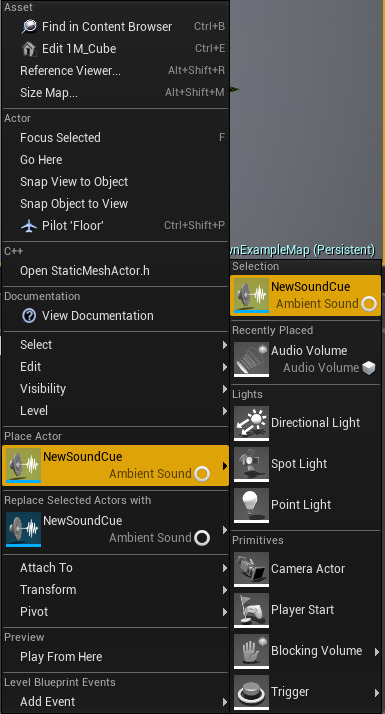 Asset
Find in Content Browser Ctrl+B
Edit 1M_Cube Ctrl+E
Reference Viewer... Alt+Shift+R
Size Map... Alt+Shift+M
Actor
Focus Selected F
Go Here
Snap View to Object
Snap Object to View
Pilot 'Floor' Ctrl+Shift+P
C++
Open StaticMeshActor.h
Documentation
View Documentation
Select
Edit
Visibility
Level
Place Actor
NewSoundCue
Ambient Sound
Replace Selected Actors with
NewSoundCue
Ambient Sound
Attach To
Transform
Pivot
Preview
Play From Here
Level Blueprint Events
Add Event
(Persistent)
Selection
NewSoundCue
Ambient Sound
Recently Placed
Audio Volume
Audio Volume
Lights
Directional Light
Spot Light
Point Light
Primitives
Camera Actor
Player Start
Blocking Volume
Trigger